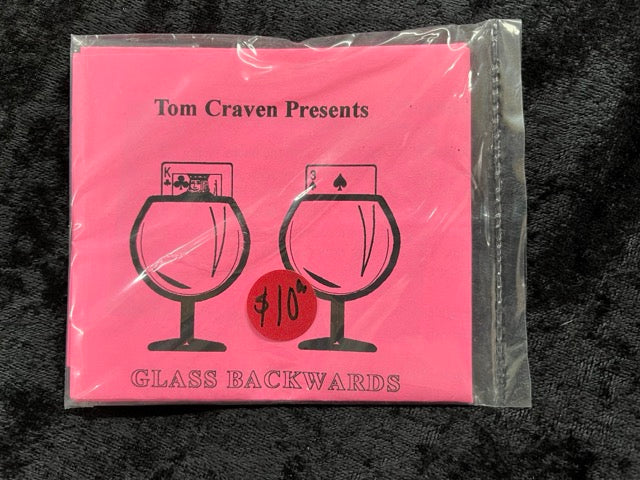 Tom Craven Presents
K
3
$10
GLASS BACKWARDS